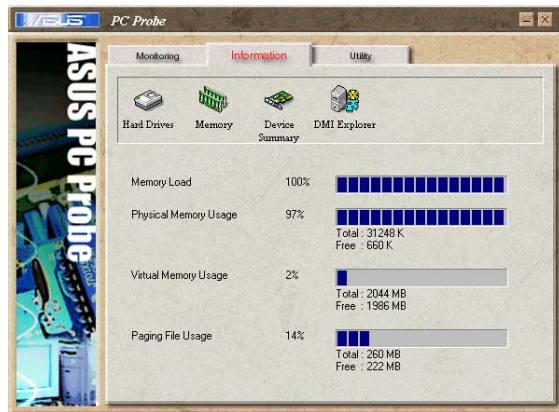 ASUS PC Probe
ASUS PC Probe
Monitoring Information Utility
Hard Drives Memory Device Summary DMI Explorer
Memory Load 100%
Physical Memory Usage 97%
Total : 31248 K
Free : 660 K
Virtual Memory Usage 2%
Total : 2044 MB
Free : 1986 MB
Paging File Usage 14%
Total : 260 MB
Free : 222 MB